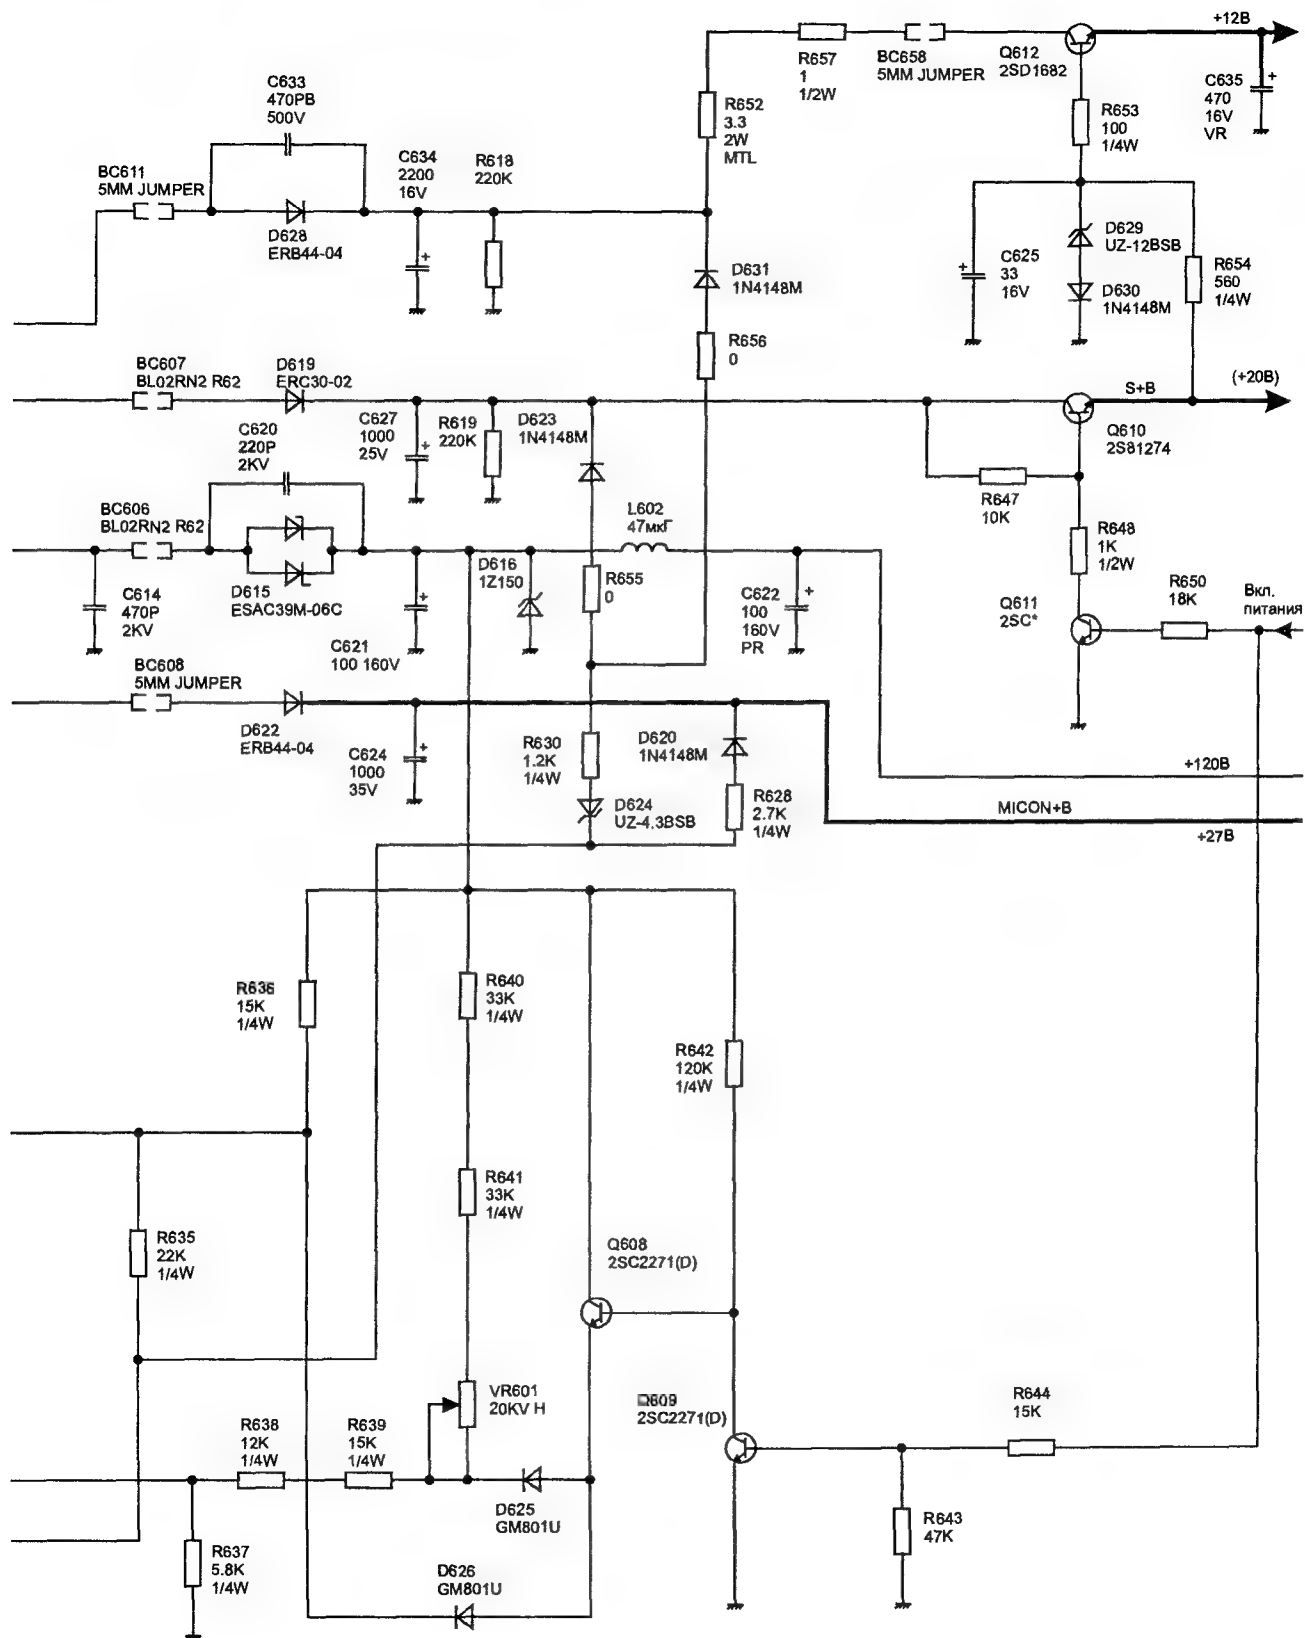 +12В
R657
1
1/2W
BC658
5MM JUMPER
Q612
2SD1682
C635
470
16V
VR
+
C633
470PB
500V
R652
3.3
2W
MTL
R653
100
1/4W
BC611
5MM JUMPER
C634
2200
16V
R618
220K
D628
ERB44-04
+
D631
1N4148M
D629
UZ-12BSB
C625
33
16V
+
D630
1N4148M
R654
560
1/4W
R656
0
BC607
BL02RN2 R62
D619
ERC30-02
S+B
(+20В)
C620
220P
2KV
C627
1000
25V
+
R619
220K
D623
1N4148M
Q610
2S81274
R647
10K
BC606
BL02RN2 R62
L602
47мкГ
R648
1K
1/2W
D616
1Z150
R655
0
C622
100
160V
PR
+
Q611
2SC*
R650
18K
Вкл.
питания
C614
470P
2KV
D615
ESAC39M-06C
+
C621
100 160V
BC608
5MM JUMPER
D622
ERB44-04
C624
1000
35V
+
R630
1.2K
1/4W
D620
1N4148M
+120В
D624
UZ-4.3BSB
R628
2.7K
1/4W
MICON+B
+27В
R636
15K
1/4W
R640
33K
1/4W
R642
120K
1/4W
R641
33K
1/4W
R635
22K
1/4W
Q608
2SC2271(D)
VR601
20KV H
Q609
2SC2271(D)
R644
15K
R638
12K
1/4W
R639
15K
1/4W
D625
GM801U
R643
47K
R637
5.8K
1/4W
D626
GM801U